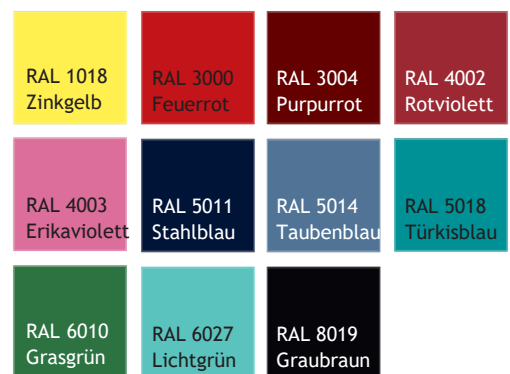 RAL 1018
Zinkgelb
RAL 3000
Feuerrot
RAL 3004
Purpurrot
RAL 4002
Rotviolett
RAL 4003
Erikaviolett
RAL 5011
Stahlblau
RAL 5014
Taubenblau
RAL 5018
Türkisblau
RAL 6010
Grasgrün
RAL 6027
Lichtgrün
RAL 8019
Graubraun